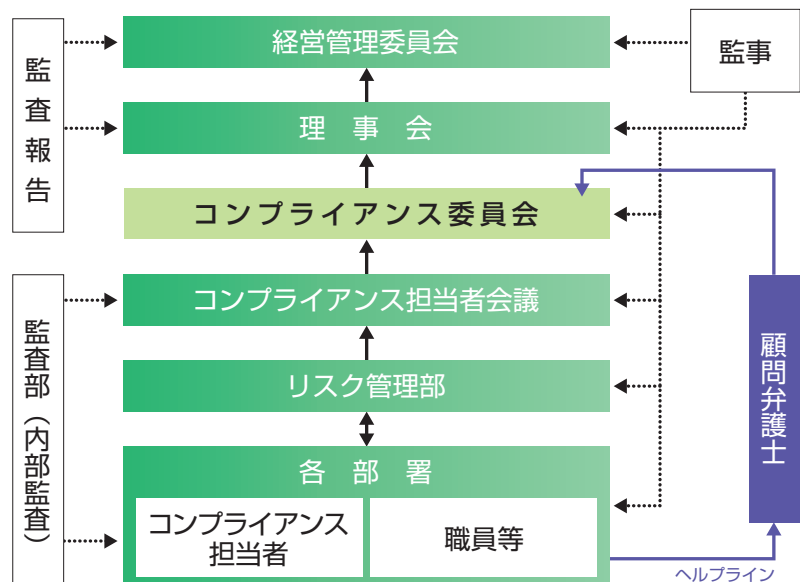 経営管理委員会
監事
監査報告
理事会
コンプライアンス委員会
コンプライアンス担当者会議
監査部（内部監査）
顧問弁護士
リスク管理部
各部署
コンプライアンス
担当者
職員等
ヘルプライン